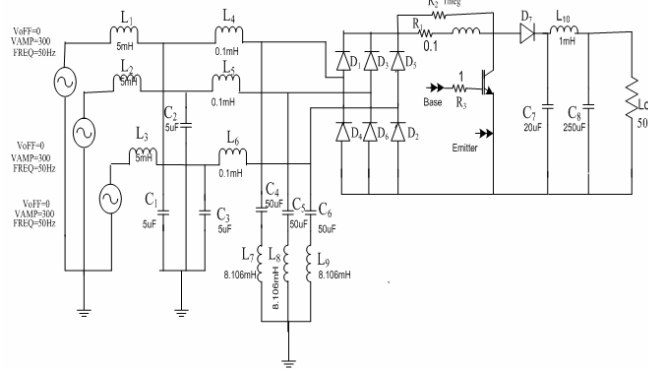 VoFF=0
VAMP=300
FREQ=50Hz
L1
5mH
L4
0.1mH
R2 1meg
R1
0.1
D7
L10
1mH
L2
5mH
L5
0.1mH
D1
D3
D5
1
R3
Base
Emitter
C7
20uF
C8
250uF
50
VoFF=0
VAMP=300
FREQ=50Hz
C2
5uF
L3
5mH
L6
0.1mH
D4
D6
D2
VoFF=0
VAMP=300
FREQ=50Hz
C1
5uF
C3
5uF
C4
50uF
C5
50uF
C6
50uF
L7
8.106mH
L8
8.106mH
L9
8.106mH